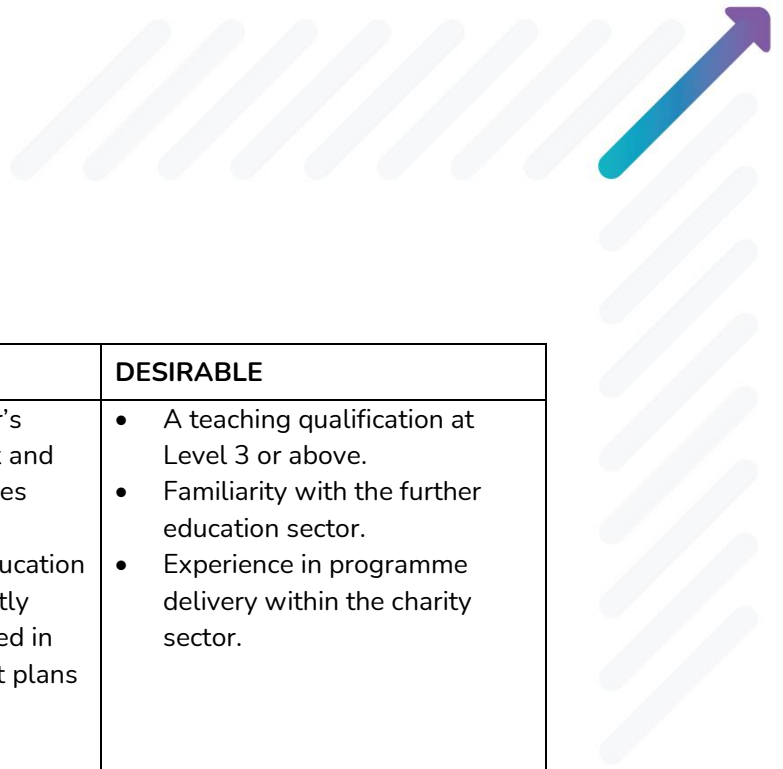 DESIRABLE
r’s
t and
es
ucation
tly
ed in
t plans
• A teaching qualification at
Level 3 or above.
• Familiarity with the further
education sector.
• Experience in programme
delivery within the charity
sector.